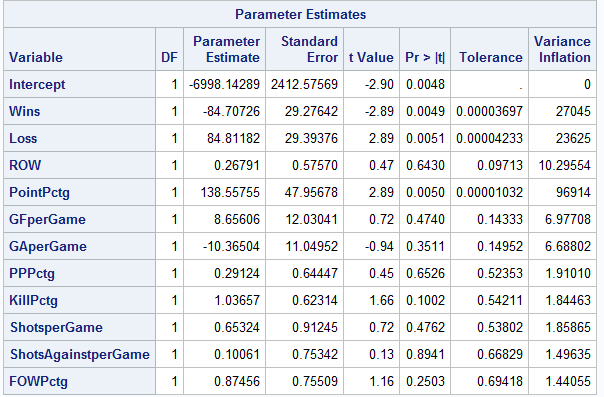 Parameter Estimates
Variable DF Parameter Estimate Standard Error t Value Pr > |t| Tolerance Variance Inflation
Intercept 1 -6998.14289 2412.57569 -2.90 0.0048 . 0
Wins 1 -84.70726 29.27642 -2.89 0.0049 0.00003697 27045
Loss 1 84.81182 29.39376 2.89 0.0051 0.00004233 23625
ROW 1 0.26791 0.57570 0.47 0.6430 0.09713 10.29554
PointPctg 1 138.55755 47.95678 2.89 0.0050 0.00001032 96914
GFperGame 1 8.65606 12.03041 0.72 0.4740 0.14333 6.97708
GAperGame 1 -10.36504 11.04952 -0.94 0.3511 0.14952 6.68802
PPPctg 1 0.29124 0.64447 0.45 0.6526 0.52353 1.91010
KillPctg 1 1.03657 0.62314 1.66 0.1002 0.54211 1.84463
ShotsperGame 1 0.65324 0.91245 0.72 0.4762 0.53802 1.85865
ShotsAgainstperGame 1 0.10061 0.75342 0.13 0.8941 0.66829 1.49635
FOWPctg 1 0.87456 0.75509 1.16 0.2503 0.69418 1.44055